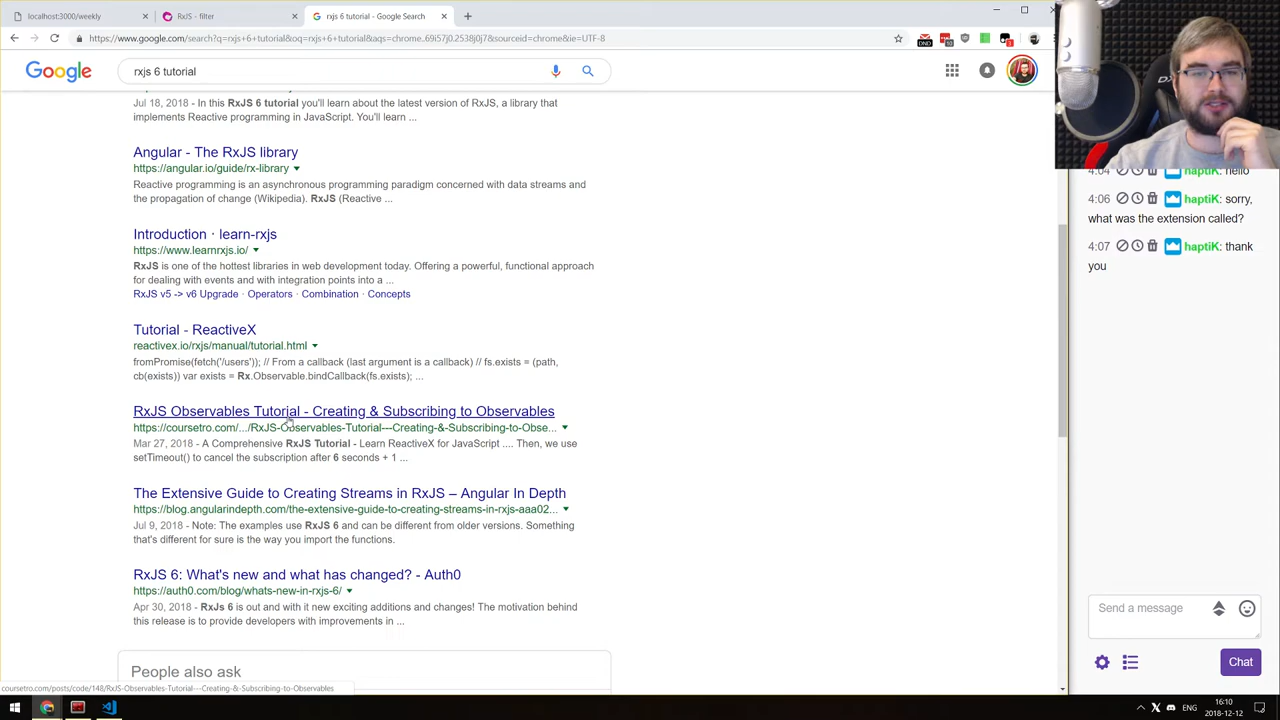 localhost:3000/weekly
RxJS - filter
rxjs 6 tutorial - Google Search
https://www.google.com/search?q=rxjs+6+tutorial&oq=rxjs+6+tutorial&aqs=chrome..69i57j0.2538j0j7&sourceid=chrome&ie=UTF-8
Google
rxjs 6 tutorial
Jul 18, 2018 - In this RxJS 6 tutorial you'll learn about the latest version of RxJS, a library that
implements Reactive programming in JavaScript. You'll learn ...
Angular - The RxJS library
https://angular.io/guide/rx-library
Reactive programming is an asynchronous programming paradigm concerned with data streams and
the propagation of change (Wikipedia). RxJS (Reactive ...
Introduction · learn-rxjs
https://www.learnrxjs.io/
RxJS is one of the hottest libraries in web development today. Offering a powerful, functional approach
for dealing with events and with integration points into a ...
RxJS v5 -> v6 Upgrade · Operators · Combination · Concepts
Tutorial - ReactiveX
reactivex.io/rxjs/manual/tutorial.html
fromPromise(fetch('/users')); // From a callback (last argument is a callback) // fs.exists = (path,
cb(exists)) var exists = Rx.Observable.bindCallback(fs.exists); ...
RxJS Observables Tutorial - Creating & Subscribing to Observables
https://coursetro.com/.../RxJS-Observables-Tutorial---Creating-&-Subscribing-to-Obse...
Mar 27, 2018 - A Comprehensive RxJS Tutorial - Learn ReactiveX for JavaScript .... Then, we use
setTimeout() to cancel the subscription after 6 seconds + 1 ...
The Extensive Guide to Creating Streams in RxJS – Angular In Depth
https://blog.angularindepth.com/the-extensive-guide-to-creating-streams-in-rxjs-aaa02...
Jul 9, 2018 - Note: The examples use RxJS 6 and can be different from older versions. Something
that's different for sure is the way you import the functions.
RxJS 6: What's new and what has changed? - Auth0
https://auth0.com/blog/whats-new-in-rxjs-6/
Apr 30, 2018 - RxJs 6 is out and with it new exciting additions and changes! The motivation behind
this release is to provide developers with improvements in ...
People also ask
coursetro.com/posts/code/148/RxJS-Observables-Tutorial---Creating-&-Subscribing-to-Observables
4:04 haptiK: hello
4:06 haptiK: sorry,
what was the extension called?
4:07 haptiK: thank
you
Send a message
Chat
ENG
16:10
2018-12-12